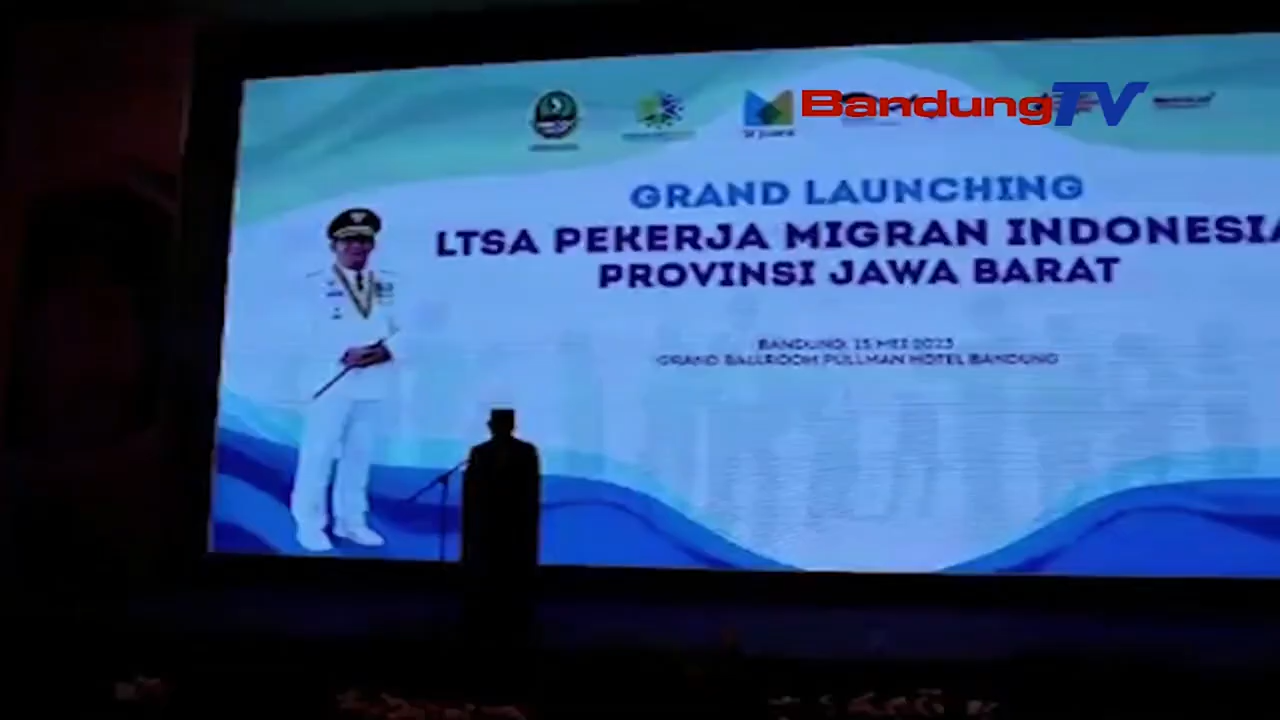 BandungTV
GRAND LAUNCHING
LTSA PEKERJA MIGRAN INDONESIA
PROVINSI JAWA BARAT
BANDUNG, 15 MEI 2023
GRAND BALLROOM PULLMAN HOTEL BANDUNG